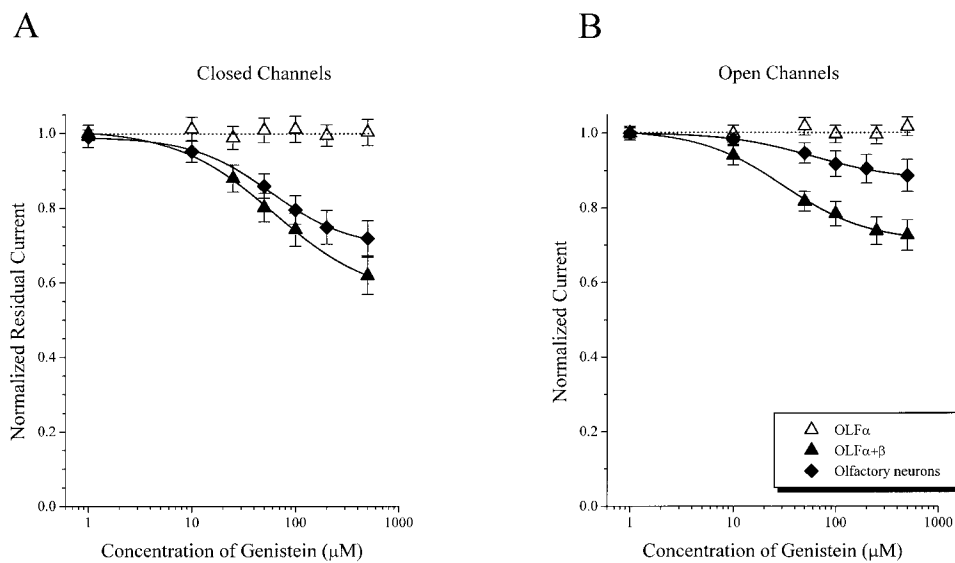 A
Closed Channels
Normalized Residual Current
1.0
0.8
0.6
0.4
0.2
0.0
1
10
100
1000
Concentration of Genistein (μM)
B
Open Channels
Normalized Current
1.0
0.8
0.6
0.4
0.2
0.0
1
10
100
1000
Concentration of Genistein (μM)
OLFα
OLFα+β
Olfactory neurons